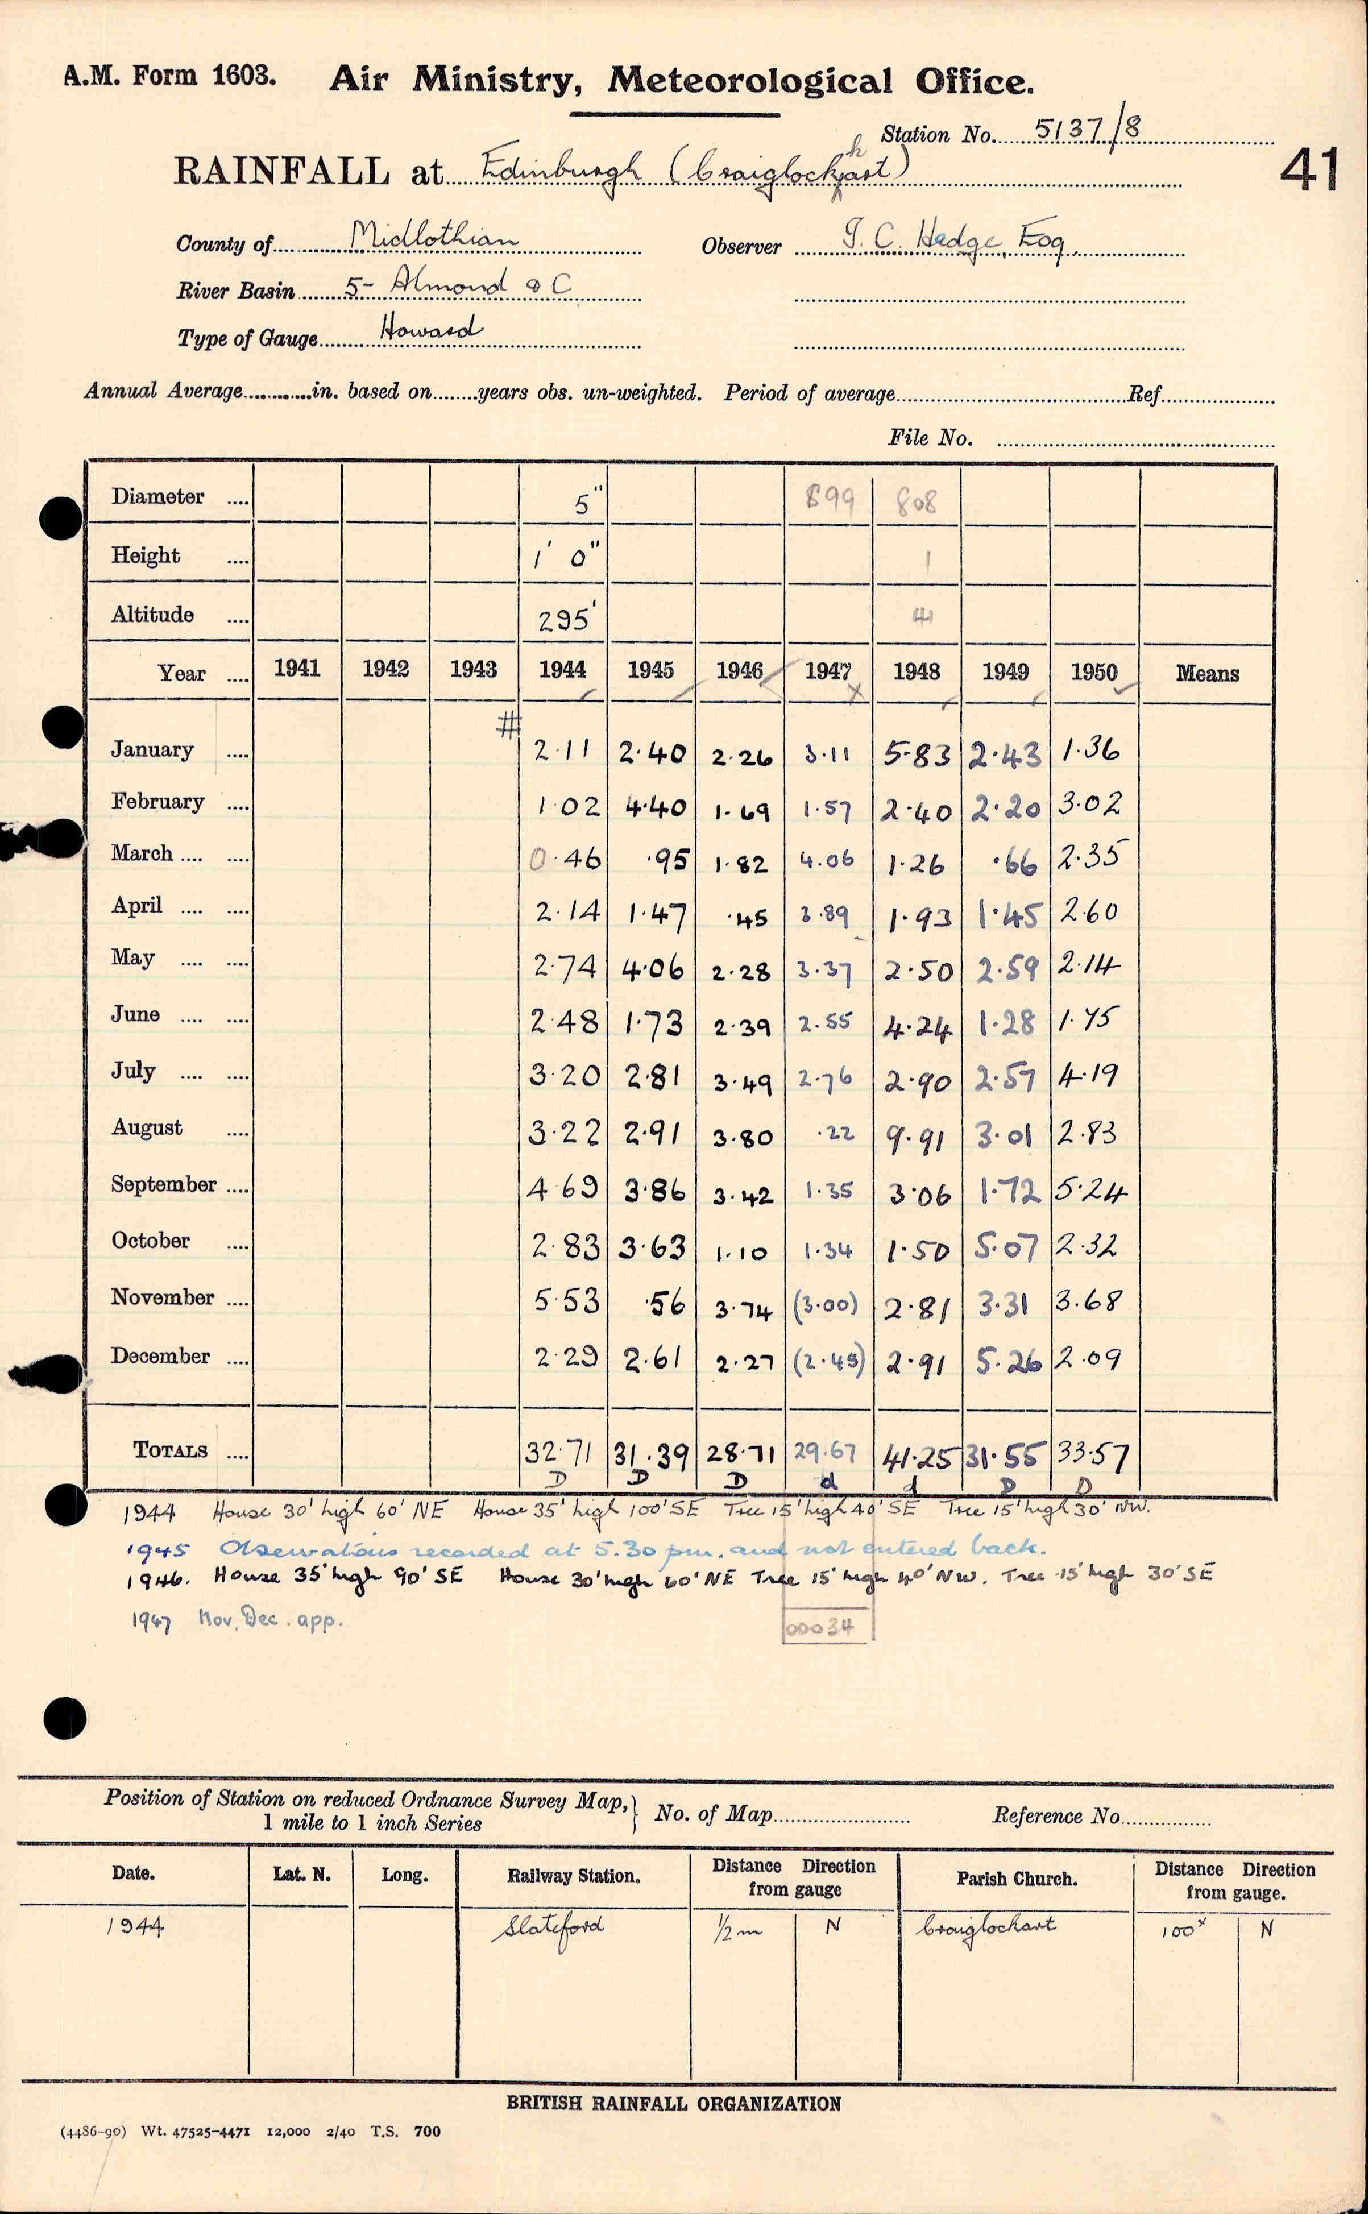 A.M. Form 1603. Air Ministry, Meteorological Office.
Station No. 5137/8
41
RAINFALL at Edinburgh (Craiglockhart)
County of Midlothian Observer J. C. Hedge, Esq.
River Basin 5- Almond & C
Type of Gauge Howard
Annual Average in. based on years obs. un-weighted. Period of average Ref
File No.
Diameter 5" 899 808
Height 1' 0" 1
Altitude 295' 41
Year 1941 1942 1943 1944 1945 1946 1947 1948 1949 1950 Means
January # 2.11 2.40 2.26 3.11 5.83 2.43 1.36
February 1.02 4.40 1.69 1.57 2.40 2.20 3.02
March 0.46 .95 1.82 4.06 1.26 .66 2.35
April 2.14 1.47 .45 3.89 1.93 1.45 2.60
May 2.74 4.06 2.28 3.37 2.50 2.59 2.14
June 2.48 1.73 2.39 2.55 4.24 1.28 1.75
July 3.20 2.81 3.49 2.76 2.90 2.57 4.19
August 3.22 2.91 3.80 .22 9.91 3.01 2.83
September 4.69 3.86 3.42 1.35 3.06 1.72 5.24
October 2.83 3.63 1.10 1.34 1.50 5.07 2.32
November 5.53 .56 3.74 (3.00) 2.81 3.31 3.68
December 2.29 2.61 2.27 (2.45) 2.91 5.26 2.09
TOTALS 32.71 31.39 28.71 29.67 41.25 31.55 33.57
D D D d d D D
1944 House 30' high 60' NE House 35' high 100' SE Tree 15' high 40' SE Tree 15' high 30' NW.
1945 Observations recorded at 5.30 pm. and not entered back.
1946. House 35' high 90' SE House 30' high 60' NE Tree 15' high 40' NW. Tree 15' high 30' SE
1947 Nov, Dec. app.
00034
Position of Station on reduced Ordnance Survey Map, 1 mile to 1 inch Series } No. of Map Reference No.
Date. Lat. N. Long. Railway Station. Distance Direction from gauge Parish Church. Distance Direction from gauge.
1944 Slateford 1/2 m N Craiglockart 100x N
BRITISH RAINFALL ORGANIZATION
(4486-90) Wt. 47525-4471 12,000 2/40 T.S. 700